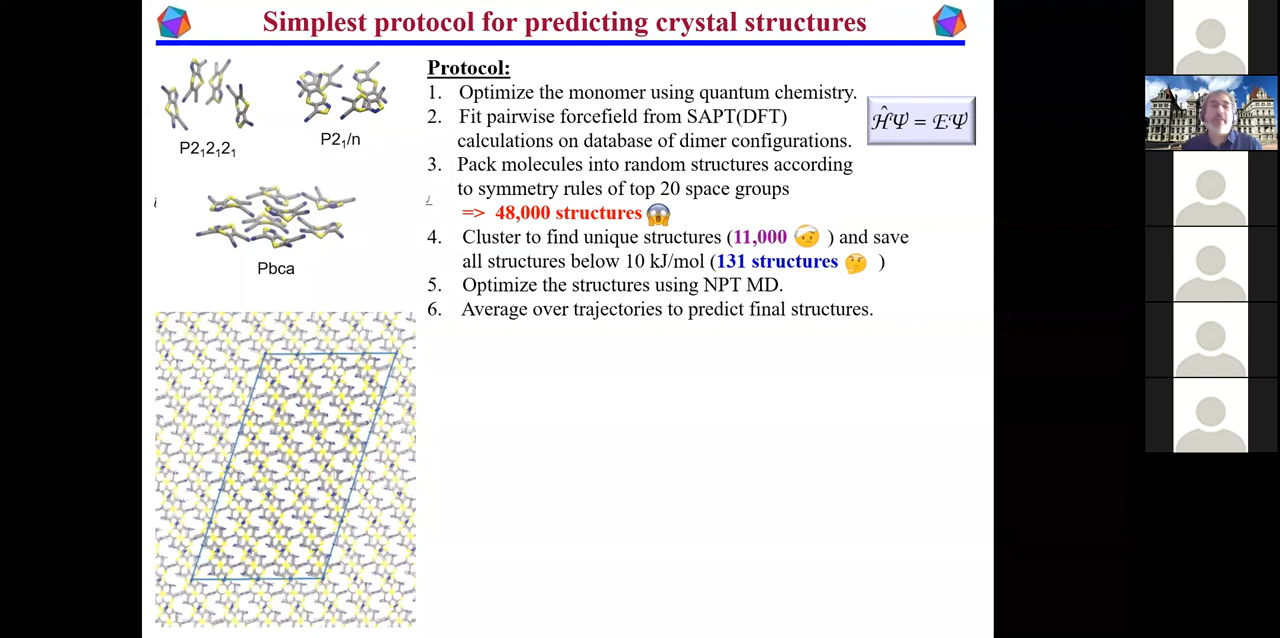 Simplest protocol for predicting crystal structures
P2₁2₁2₁
P2₁/n
Pbca
Protocol:
1. Optimize the monomer using quantum chemistry.
2. Fit pairwise forcefield from SAPT(DFT)
calculations on database of dimer configurations.
3. Pack molecules into random structures according
to symmetry rules of top 20 space groups
=> 48,000 structures 😱
4. Cluster to find unique structures (11,000 🤕 ) and save
all structures below 10 kJ/mol (131 structures 🤔 )
5. Optimize the structures using NPT MD.
6. Average over trajectories to predict final structures.
ĤΨ = EΨ